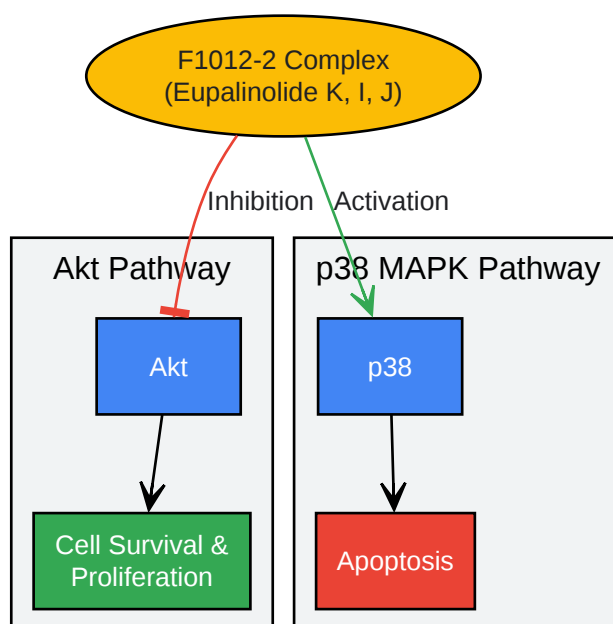 F1012-2 Complex
(Eupalinolide K, I, J)
Inhibition
Activation
Akt Pathway
p38 MAPK Pathway
Akt
p38
Cell Survival &
Proliferation
Apoptosis